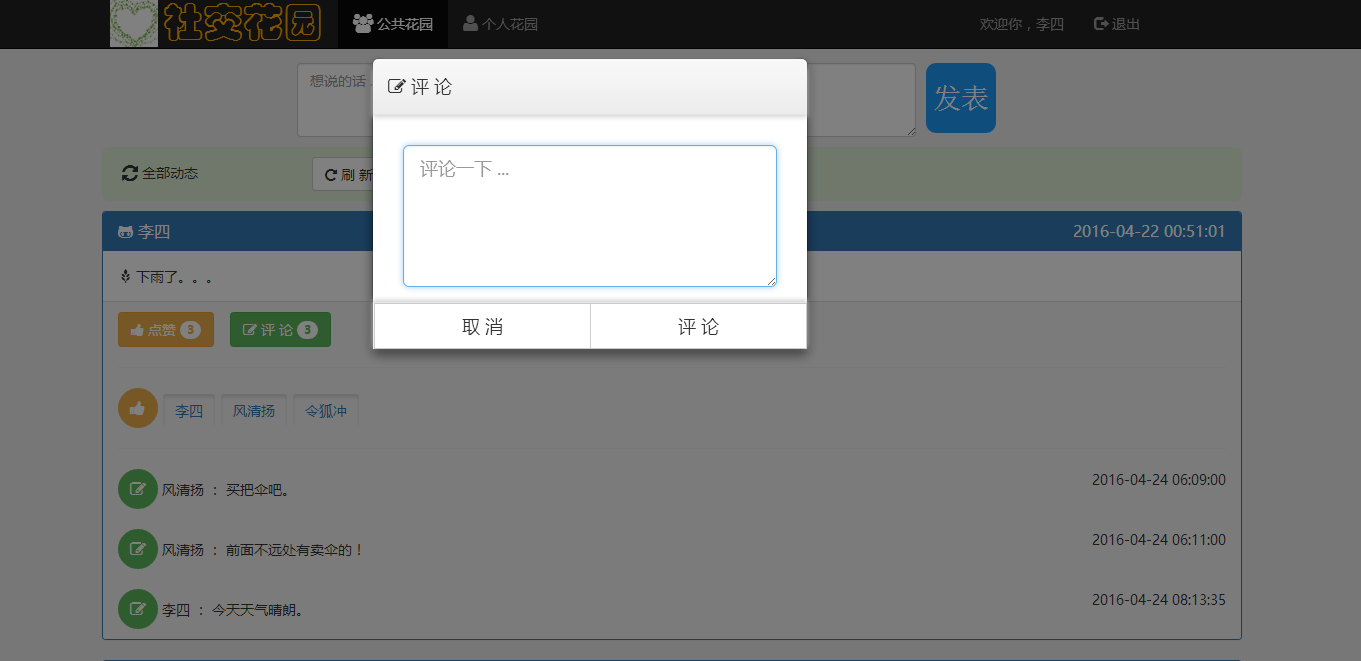 社交花园 公共花园 个人花园 欢迎你，李四 退出
想说的话
发表
评 论
评论一下 ...
取 消 评 论
全部动态 刷 新
李四 2016-04-22 00:51:01
下雨了。。。
点赞 3 评 论 3
李四 风清扬 令狐冲
风清扬 ： 买把伞吧。 2016-04-24 06:09:00
风清扬 ： 前面不远处有卖伞的！ 2016-04-24 06:11:00
李四 ： 今天天气晴朗。 2016-04-24 08:13:35